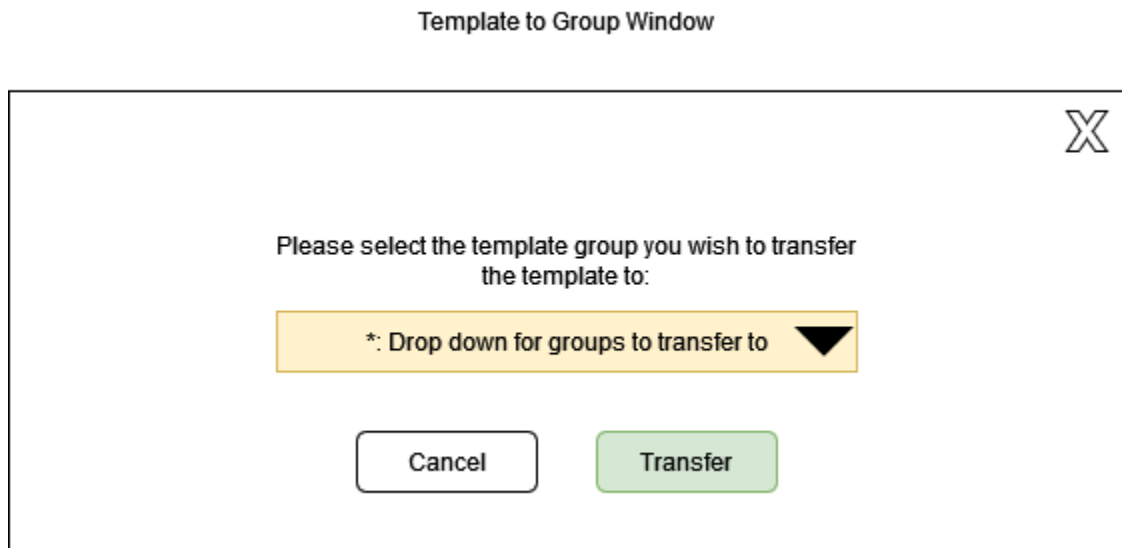 Template to Group Window
X
Please select the template group you wish to transfer
the template to:
*: Drop down for groups to transfer to
Cancel
Transfer